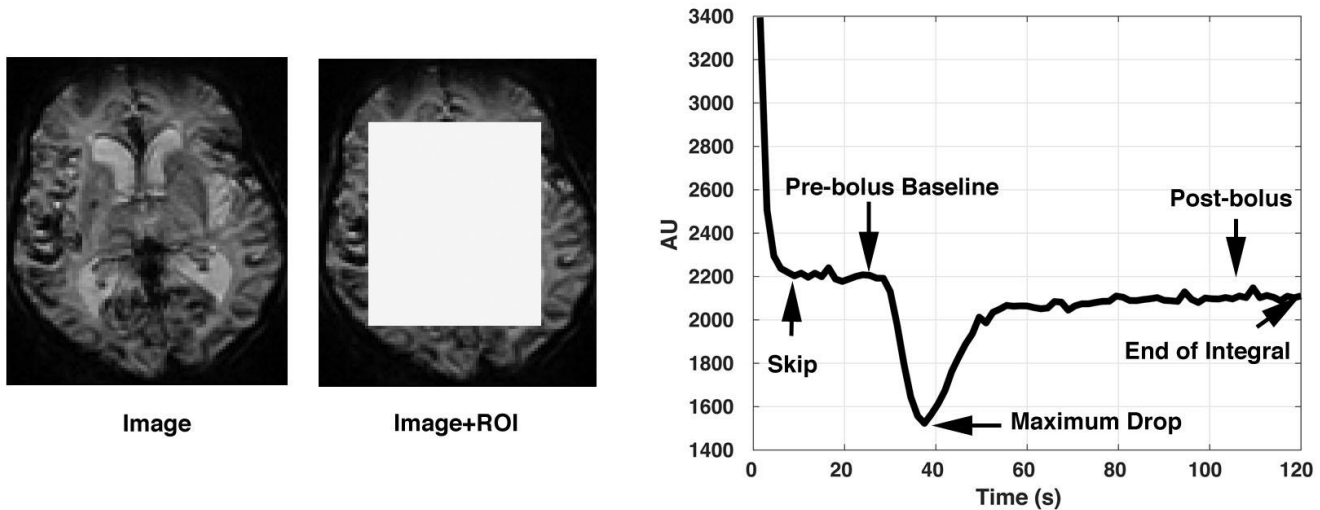 Image
Image+ROI
3400
3200
3000
2800
2600
2400
2200
2000
1800
1600
1400
AU
Pre-bolus Baseline
Post-bolus
Skip
End of Integral
Maximum Drop
0 20 40 60 80 100 120
Time (s)